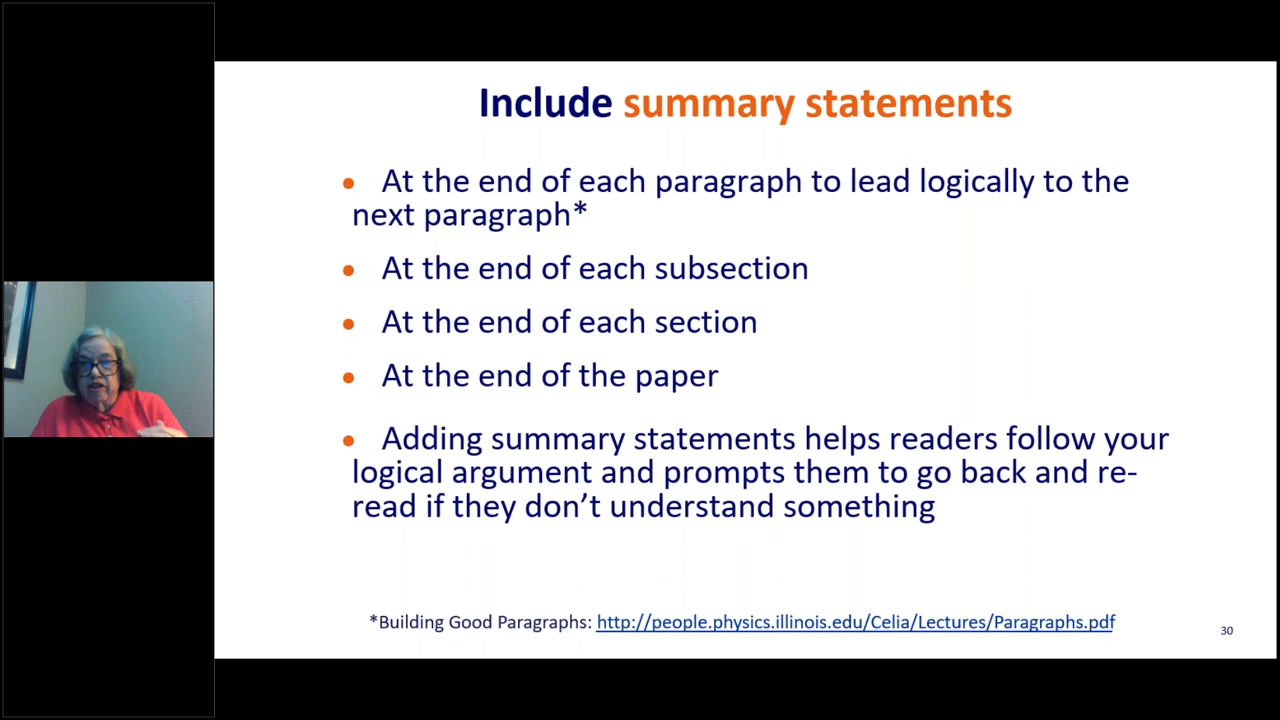 Include summary statements
• At the end of each paragraph to lead logically to the
next paragraph*
• At the end of each subsection
• At the end of each section
• At the end of the paper
• Adding summary statements helps readers follow your
logical argument and prompts them to go back and re-
read if they don’t understand something
*Building Good Paragraphs: http://people.physics.illinois.edu/Celia/Lectures/Paragraphs.pdf
30